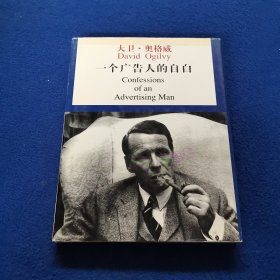 大卫·奥格威
David Ogilvy
一个广告人的自白
Confessions
of an
Advertising Man